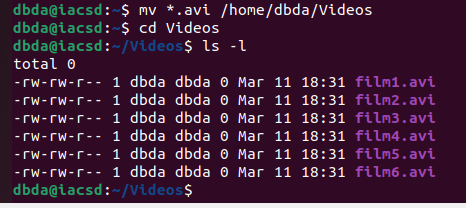 dbda@iacsd:~$ mv *.avi /home/dbda/Videos
dbda@iacsd:~$ cd Videos
dbda@iacsd:~/Videos$ ls -l
total 0
-rw-rw-r-- 1 dbda dbda 0 Mar 11 18:31 film1.avi
-rw-rw-r-- 1 dbda dbda 0 Mar 11 18:31 film2.avi
-rw-rw-r-- 1 dbda dbda 0 Mar 11 18:31 film3.avi
-rw-rw-r-- 1 dbda dbda 0 Mar 11 18:31 film4.avi
-rw-rw-r-- 1 dbda dbda 0 Mar 11 18:31 film5.avi
-rw-rw-r-- 1 dbda dbda 0 Mar 11 18:31 film6.avi
dbda@iacsd:~/Videos$